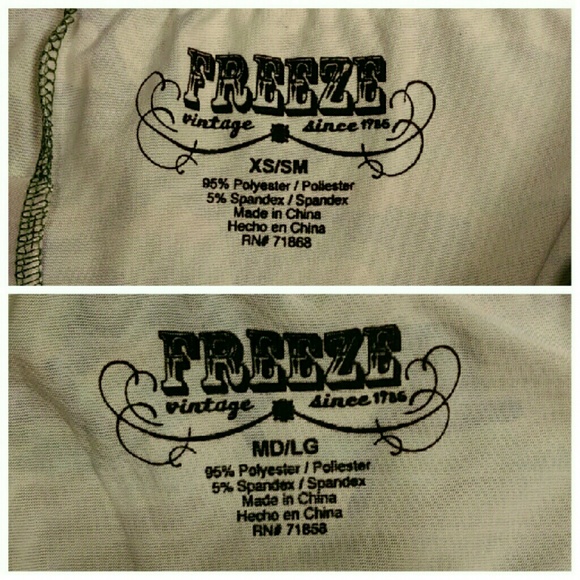 FREEZE
vintage since 1986
XS/SM
95% Polyester / Poliester
5% Spandex / Spandex
Made in China
Hecho en China
RN# 71868
FREEZE
vintage since 1986
MD/LG
95% Polyester / Poliester
5% Spandex / Spandex
Made in China
Hecho en China
RN# 71858